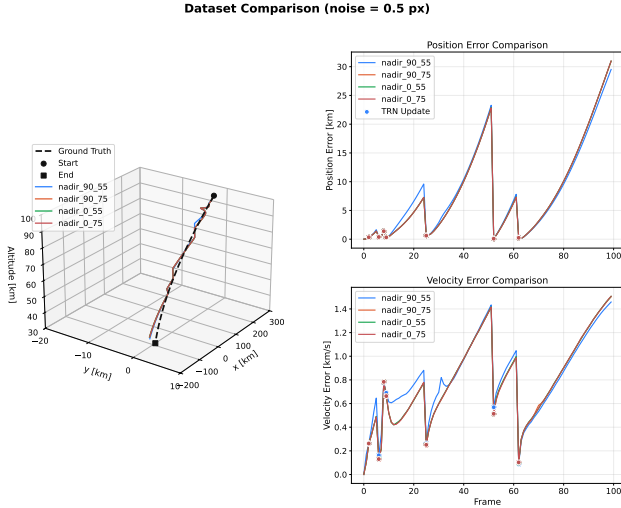 Dataset Comparison (noise = 0.5 px)
Ground Truth
Start
End
nadir_90_55
nadir_90_75
nadir_0_55
nadir_0_75
Altitude [km]
90
80
70
60
50
40
30
−20
−10
0
y [km]
−200
−100
0
100
200
300
x [km]
Position Error Comparison
Position Error [km]
30
25
20
15
10
5
0
nadir_90_55
nadir_90_75
nadir_0_55
nadir_0_75
TRN Update
0
20
40
60
80
100
Velocity Error Comparison
Velocity Error [km/s]
1.4
1.2
1.0
0.8
0.6
0.4
0.2
0.0
nadir_90_55
nadir_90_75
nadir_0_55
nadir_0_75
0
20
40
60
80
100
Frame